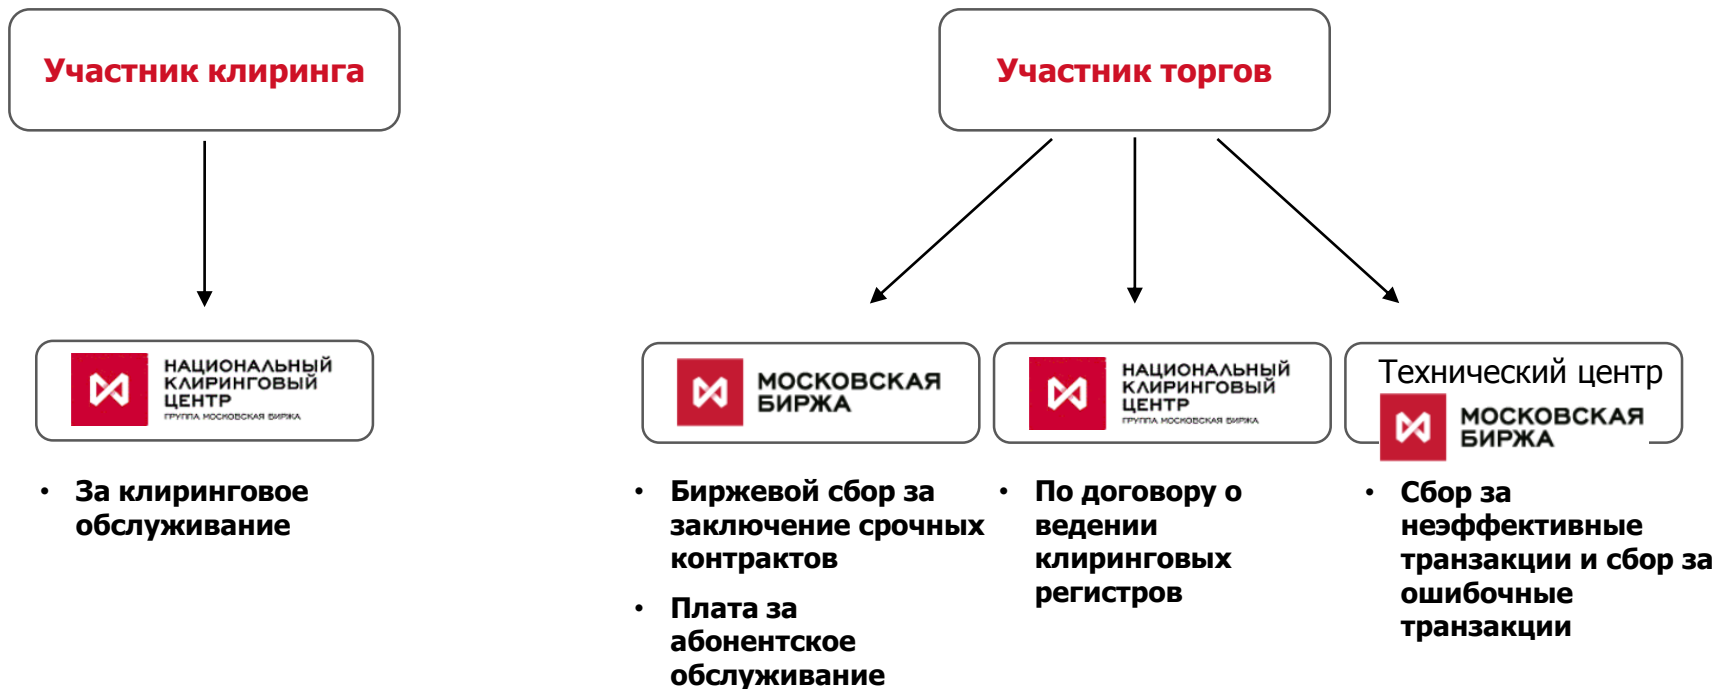 Участник клиринга
Участник торгов
НАЦИОНАЛЬНЫЙ
КЛИРИНГОВЫЙ
ЦЕНТР
ГРУППА МОСКОВСКАЯ БИРЖА
МОСКОВСКАЯ
БИРЖА
НАЦИОНАЛЬНЫЙ
КЛИРИНГОВЫЙ
ЦЕНТР
ГРУППА МОСКОВСКАЯ БИРЖА
Технический центр
МОСКОВСКАЯ
БИРЖА
• За клиринговое
обслуживание
• Биржевой сбор за
заключение срочных
контрактов
• Плата за
абонентское
обслуживание
• По договору о
ведении
клиринговых
регистров
• Сбор за
неэффективные
транзакции и сбор за
ошибочные
транзакции